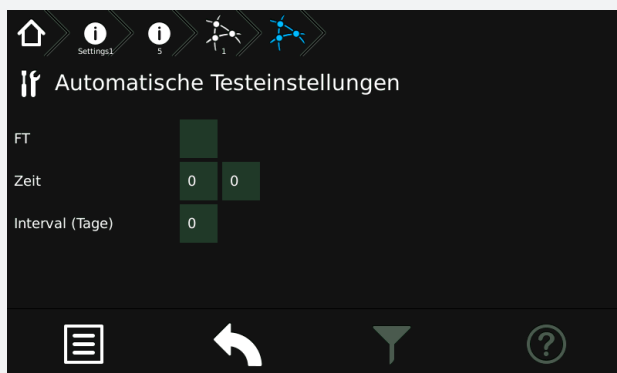 Settings1 5 1
Automatische Testeinstellungen
FT
Zeit 0 0
Interval (Tage) 0
?